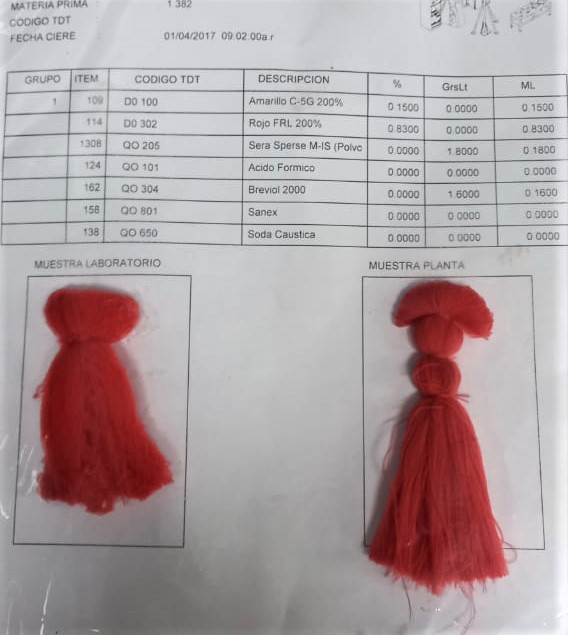 MATERIA PRIMA 1.382
CODIGO TDT
FECHA CIERE 01/04/2017 09:02:00a.r
GRUPO ITEM CODIGO TDT DESCRIPCION % GrsLt ML
1 109 DO 100 Amarillo C-5G 200% 0.1500 0.0000 0.1500
114 DO 302 Rojo FRL 200% 0.8300 0.0000 0.8300
1308 QO 205 Sera Sperse M-IS (Polvc 0.0000 1.8000 0.1800
124 QO 101 Acido Formico 0.0000 0.0000 0.0000
162 QO 304 Breviol 2000 0.0000 1.6000 0.1600
158 QO 801 Sanex 0.0000 0.0000 0.0000
138 QO 650 Soda Caustica 0.0000 0.0000 0.0000
MUESTRA LABORATORIO MUESTRA PLANTA